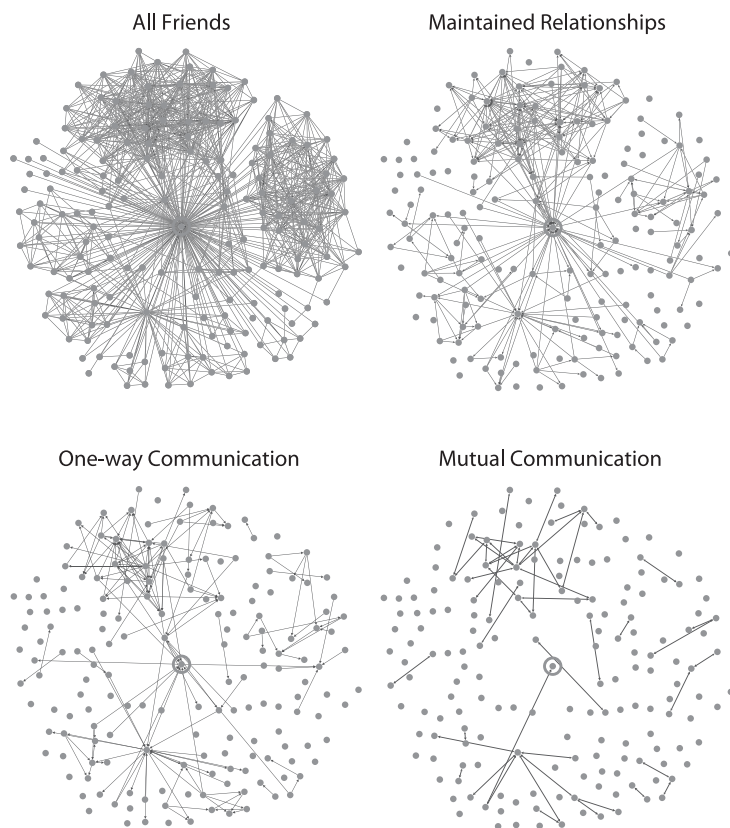 All Friends
Maintained Relationships
One-way Communication
Mutual Communication